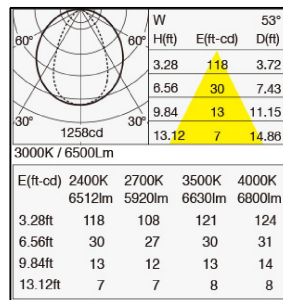 60° 60°
30° 30°
1258cd
W 53°
H(ft) E(ft-cd) D(ft)
3.28 118 3.72
6.56 30 7.43
9.84 13 11.15
13.12 7 14.86
3000K / 6500Lm
E(ft-cd) 2400K 2700K 3500K 4000K
6512lm 5920lm 6630lm 6800lm
3.28ft 118 108 121 124
6.56ft 30 27 30 31
9.84ft 13 12 13 14
13.12ft 7 7 8 8